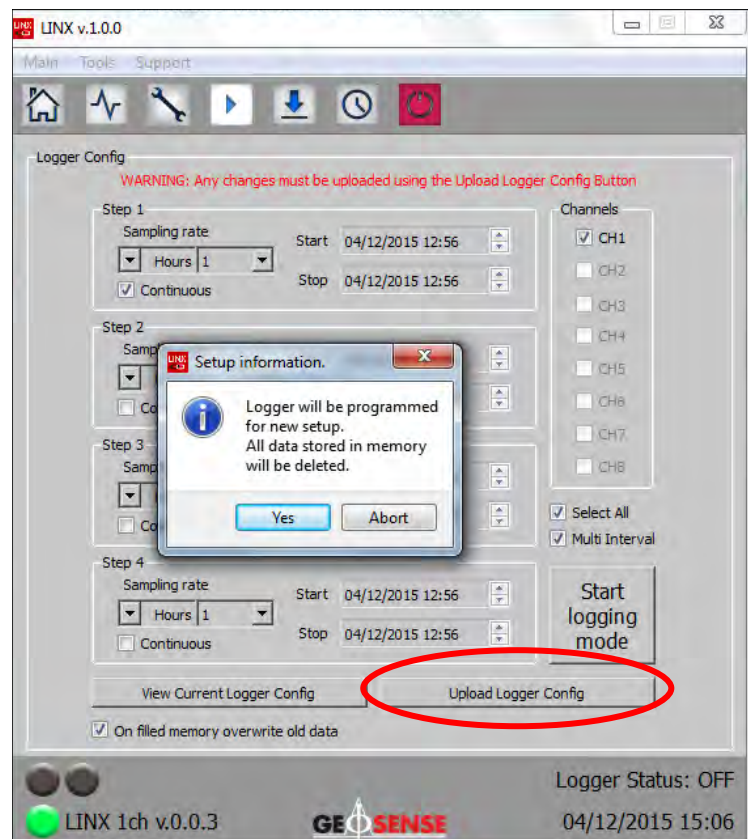 LINX v.1.0.0
Main Tools Support
Logger Config
WARNING: Any changes must be uploaded using the Upload Logger Config Button
Step 1
Sampling rate
Hours 1
Continuous
Start 04/12/2015 12:56
Stop 04/12/2015 12:56
Channels
CH1
CH2
CH3
CH4
CH5
CH6
CH7
CH8
Select All
Multi Interval
Step 2
Step 3
LINX
Setup information.
Logger will be programmed
for new setup.
All data stored in memory
will be deleted.
Yes Abort
Step 4
Sampling rate
Hours 1
Continuous
Start 04/12/2015 12:56
Stop 04/12/2015 12:56
Start
logging
mode
View Current Logger Config Upload Logger Config
On filled memory overwrite old data
Logger Status: OFF
LINX 1ch v.0.0.3 GEOSENSE 04/12/2015 15:06